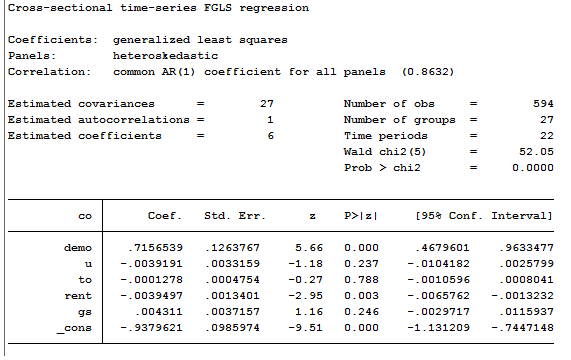 Cross-sectional time-series FGLS regression
Coefficients: generalized least squares
Panels: heteroskedastic
Correlation: common AR(1) coefficient for all panels (0.8632)
Estimated covariances = 27 Number of obs = 594
Estimated autocorrelations = 1 Number of groups = 27
Estimated coefficients = 6 Time periods = 22
Wald chi2(5) = 52.05
Prob > chi2 = 0.0000
co Coef. Std. Err. z P>|z| [95% Conf. Interval]
demo .7156539 .1263767 5.66 0.000 .4679601 .9633477
u -.0039191 .0033159 -1.18 0.237 -.0104182 .0025799
to -.0001278 .0004754 -0.27 0.788 -.0010596 .0008041
rent -.0039497 .0013401 -2.95 0.003 -.0065762 -.0013232
gs .004311 .0037157 1.16 0.246 -.0029717 .0115937
_cons -.9379621 .0985974 -9.51 0.000 -1.131209 -.7447148